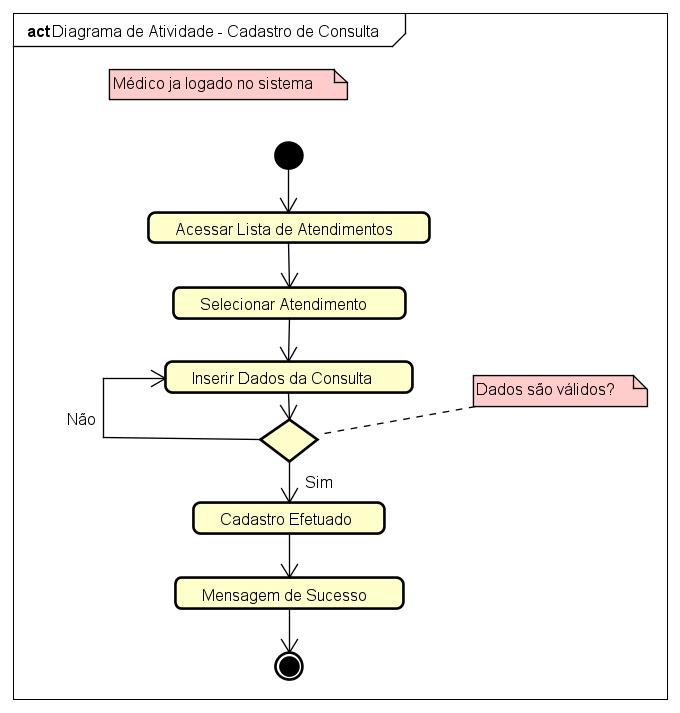 act Diagrama de Atividade - Cadastro de Consulta
Médico ja logado no sistema
Acessar Lista de Atendimentos
Selecionar Atendimento
Inserir Dados da Consulta
Dados são válidos?
Não
Sim
Cadastro Efetuado
Mensagem de Sucesso